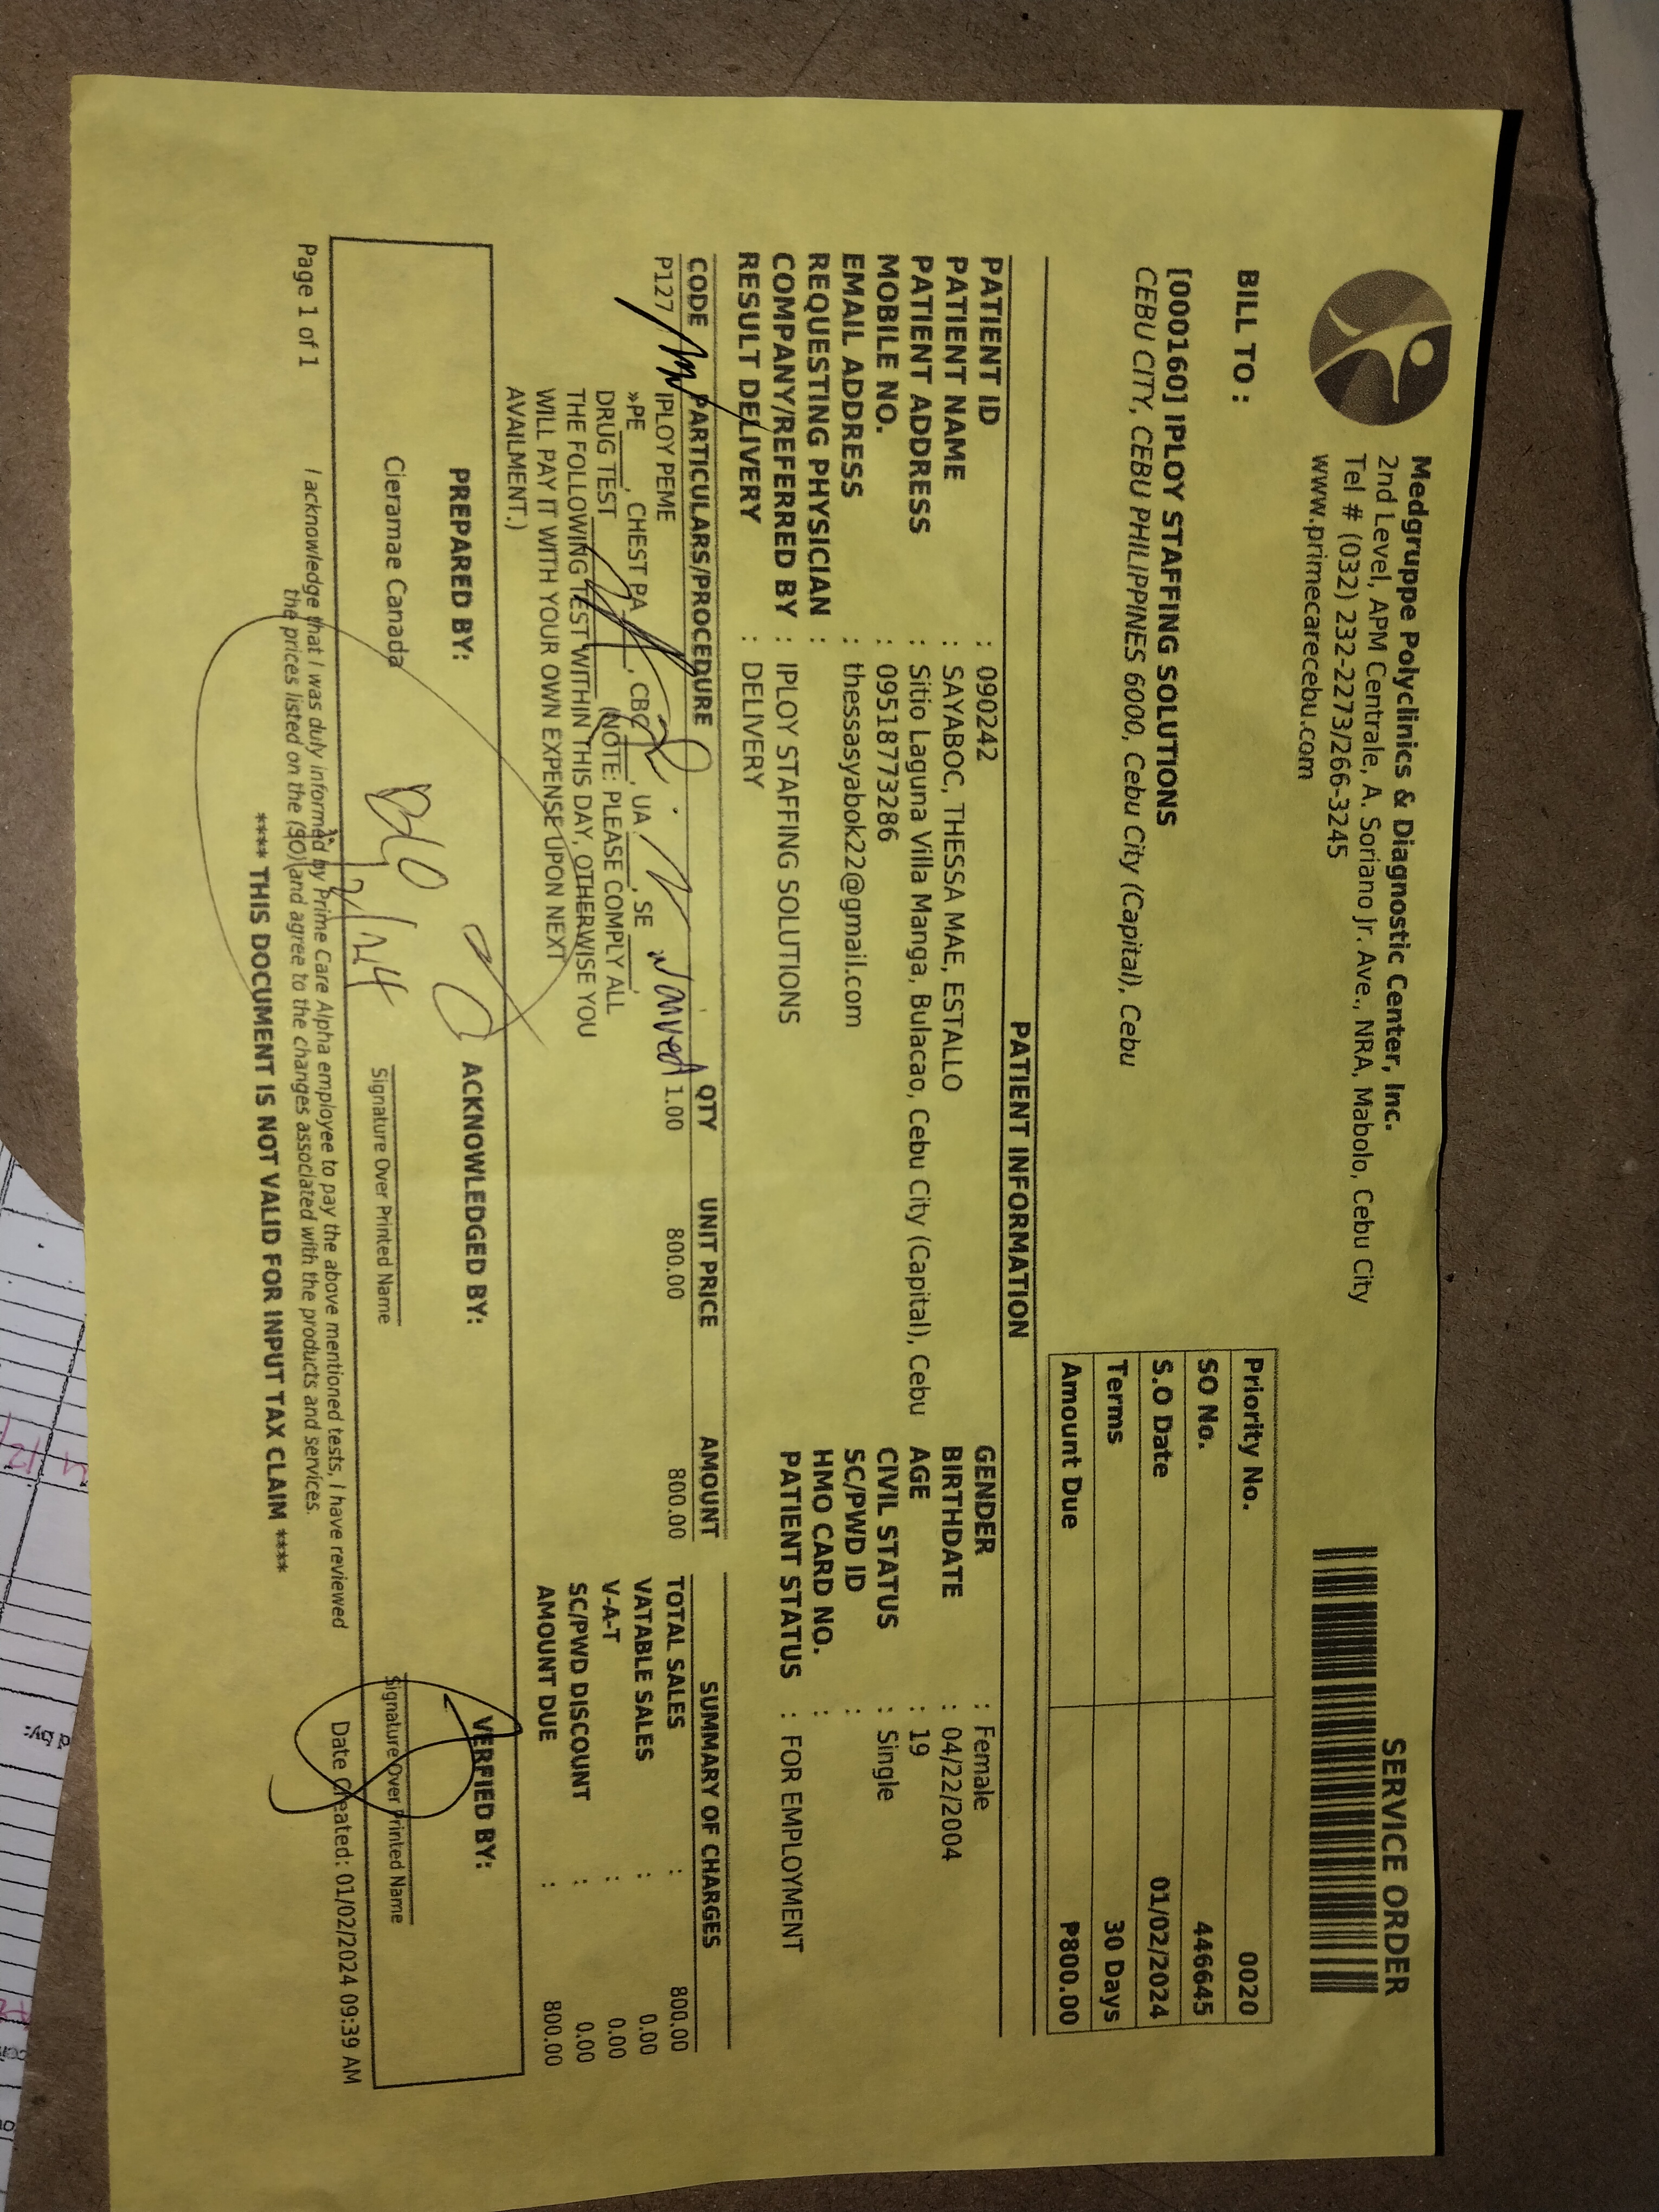 Medgruppe Polyclinics & Diagnostic Center, Inc.
2nd Level, APM Centrale, A. Soriano Jr. Ave., NRA, Mabolo, Cebu City
Tel # (032) 232-2273/266-3245
www.primecarecebu.com
SERVICE ORDER
BILL TO :
[000160] IPLOY STAFFING SOLUTIONS
CEBU CITY, CEBU PHILIPPINES 6000, Cebu City (Capital), Cebu
Priority No. 0020
SO No. 446645
S.O Date 01/02/2024
Terms 30 Days
Amount Due ₱800.00
PATIENT INFORMATION
PATIENT ID : 090242 GENDER : Female
PATIENT NAME : SAYABOC, THESSA MAE, ESTALLO BIRTHDATE : 04/22/2004
PATIENT ADDRESS : Sitio Laguna Villa Manga, Bulacao, Cebu City (Capital), Cebu AGE : 19
MOBILE NO. : 09518773286 CIVIL STATUS : Single
EMAIL ADDRESS : thessasyabok22@gmail.com SC/PWD ID :
REQUESTING PHYSICIAN : HMO CARD NO. :
COMPANY/REFERRED BY : IPLOY STAFFING SOLUTIONS PATIENT STATUS : FOR EMPLOYMENT
RESULT DELIVERY : DELIVERY
CODE PARTICULARS/PROCEDURE QTY UNIT PRICE AMOUNT SUMMARY OF CHARGES
P127 IPLOY PEME 1.00 800.00 800.00 TOTAL SALES : 800.00
»PE____, CHEST PA____, CBC____, UA____, SE____, VATABLE SALES : 0.00
DRUG TEST____ (NOTE: PLEASE COMPLY ALL V-A-T : 0.00
THE FOLLOWING TEST WITHIN THIS DAY, OTHERWISE YOU SC/PWD DISCOUNT : 0.00
WILL PAY IT WITH YOUR OWN EXPENSE UPON NEXT AMOUNT DUE : 800.00
AVAILMENT.)
PREPARED BY: ACKNOWLEDGED BY: VERFIED BY:
Cieramae Canada
Signature Over Printed Name Signature Over Printed Name
I acknowledge that I was duly informed by Prime Care Alpha employee to pay the above mentioned tests, I have reviewed
the prices listed on the (SO) and agree to the changes associated with the products and services.
Page 1 of 1 Date Created: 01/02/2024 09:39 AM
**** THIS DOCUMENT IS NOT VALID FOR INPUT TAX CLAIM ****